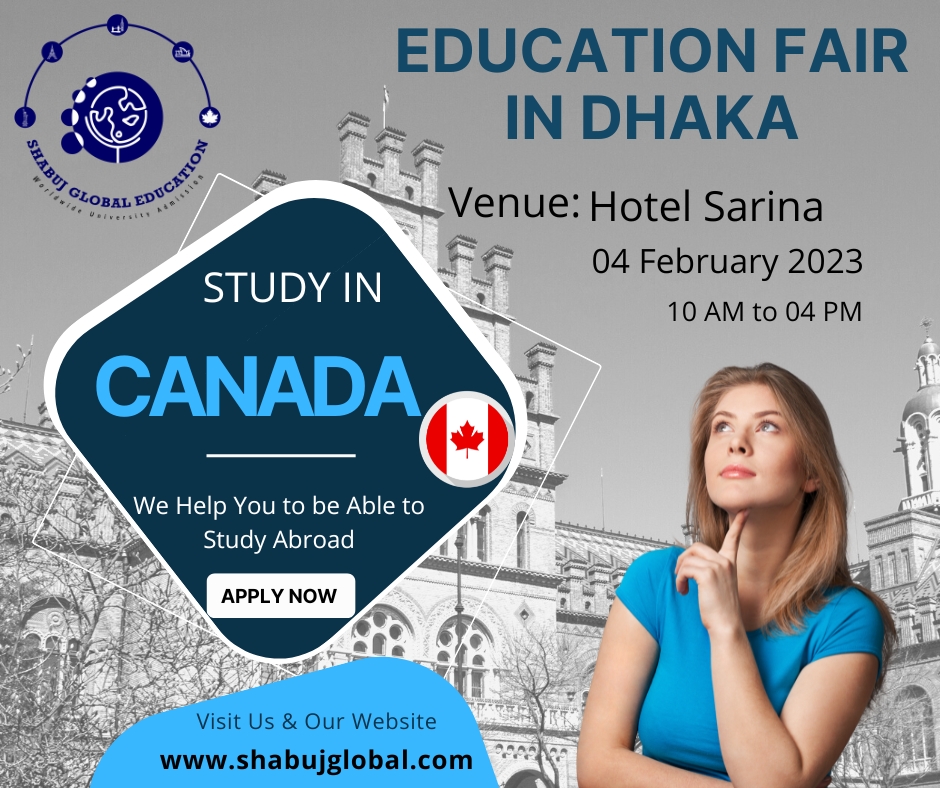 SHABUJ GLOBAL EDUCATION
Worldwide University Admission
EDUCATION FAIR
IN DHAKA
Venue: Hotel Sarina
04 February 2023
10 AM to 04 PM
STUDY IN
CANADA
We Help You to be Able to
Study Abroad
APPLY NOW
Visit Us & Our Website
www.shabujglobal.com